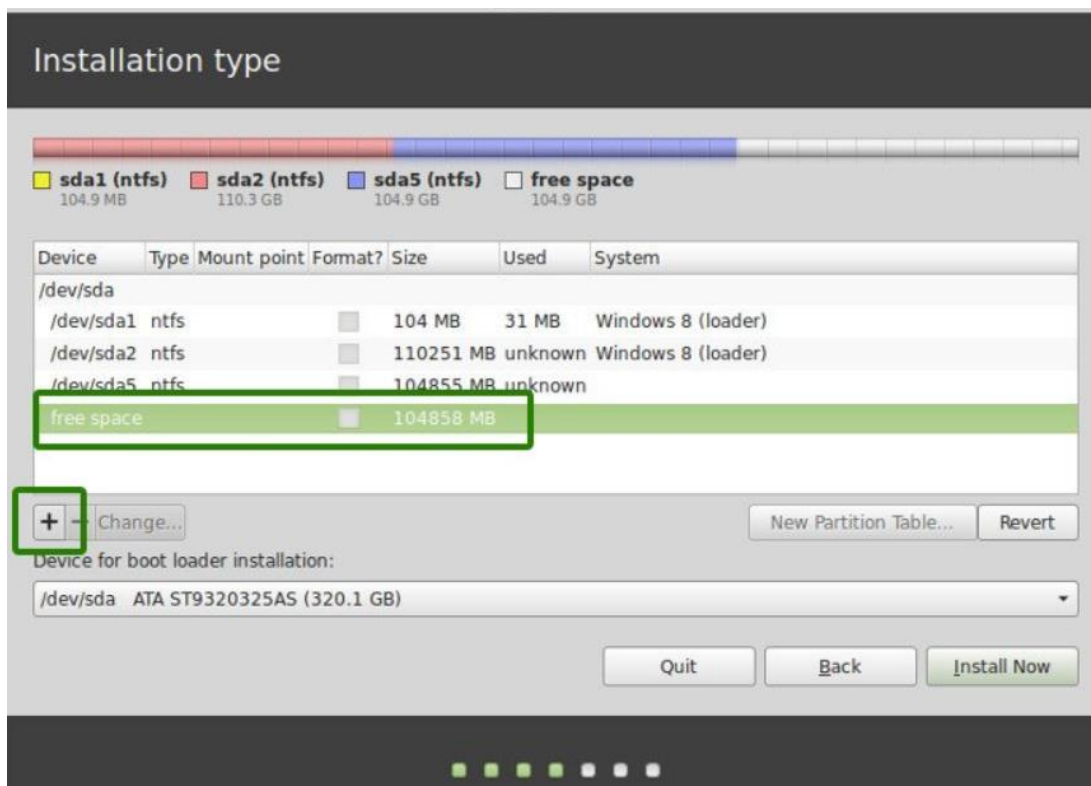 Installation type
sda1 (ntfs) sda2 (ntfs) sda5 (ntfs) free space
104.9 MB 110.3 GB 104.9 GB 104.9 GB
Device Type Mount point Format? Size Used System
/dev/sda
/dev/sda1 ntfs 104 MB 31 MB Windows 8 (loader)
/dev/sda2 ntfs 110251 MB unknown Windows 8 (loader)
/dev/sda5 ntfs 104855 MB unknown
free space 104858 MB
+ - Change... New Partition Table... Revert
Device for boot loader installation:
/dev/sda ATA ST9320325AS (320.1 GB)
Quit Back Install Now